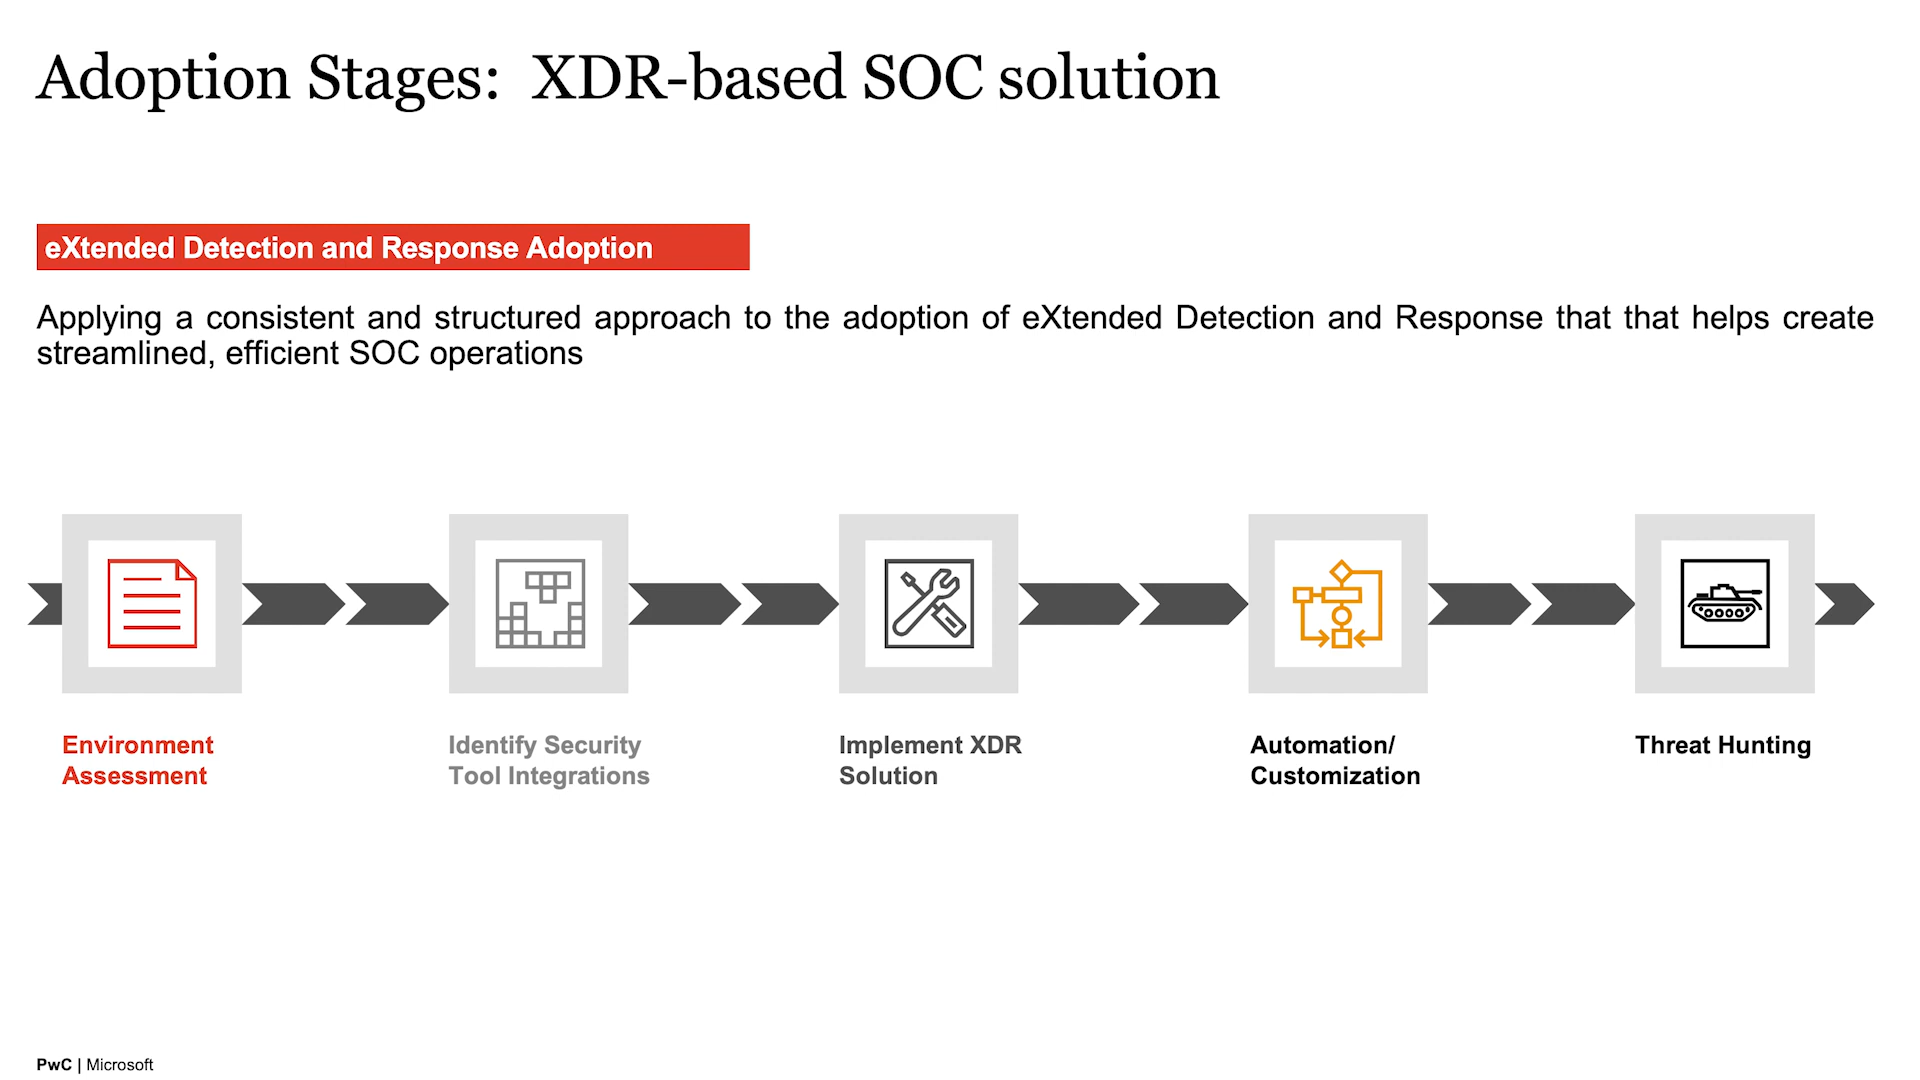 Adoption Stages: XDR-based SOC solution
eXtended Detection and Response Adoption
Applying a consistent and structured approach to the adoption of eXtended Detection and Response that that helps create
streamlined, efficient SOC operations
Environment
Assessment
Identify Security
Tool Integrations
Implement XDR
Solution
Automation/
Customization
Threat Hunting
PwC | Microsoft